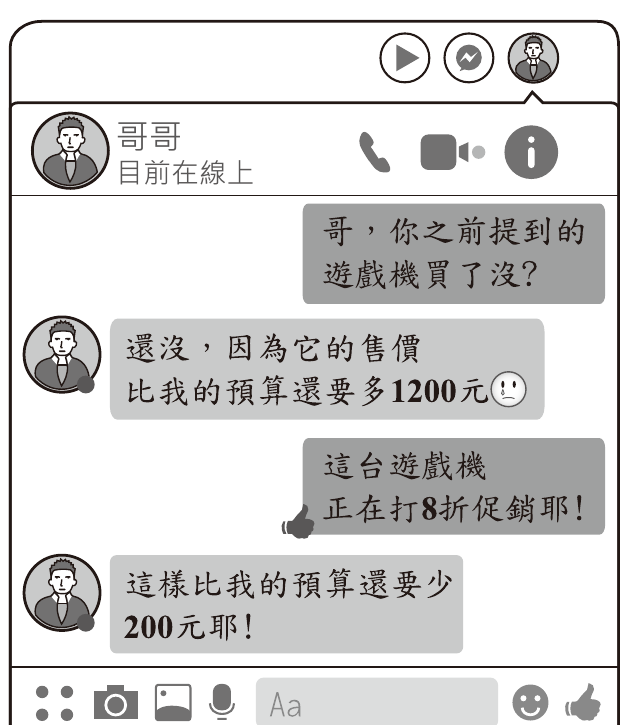 哥哥
目前在線上
哥，你之前提到的
遊戲機買了沒?
還沒，因為它的售價
比我的預算還要多1200元
這台遊戲機
正在打8折促銷耶!
這樣比我的預算還要少
200元耶!
Aa